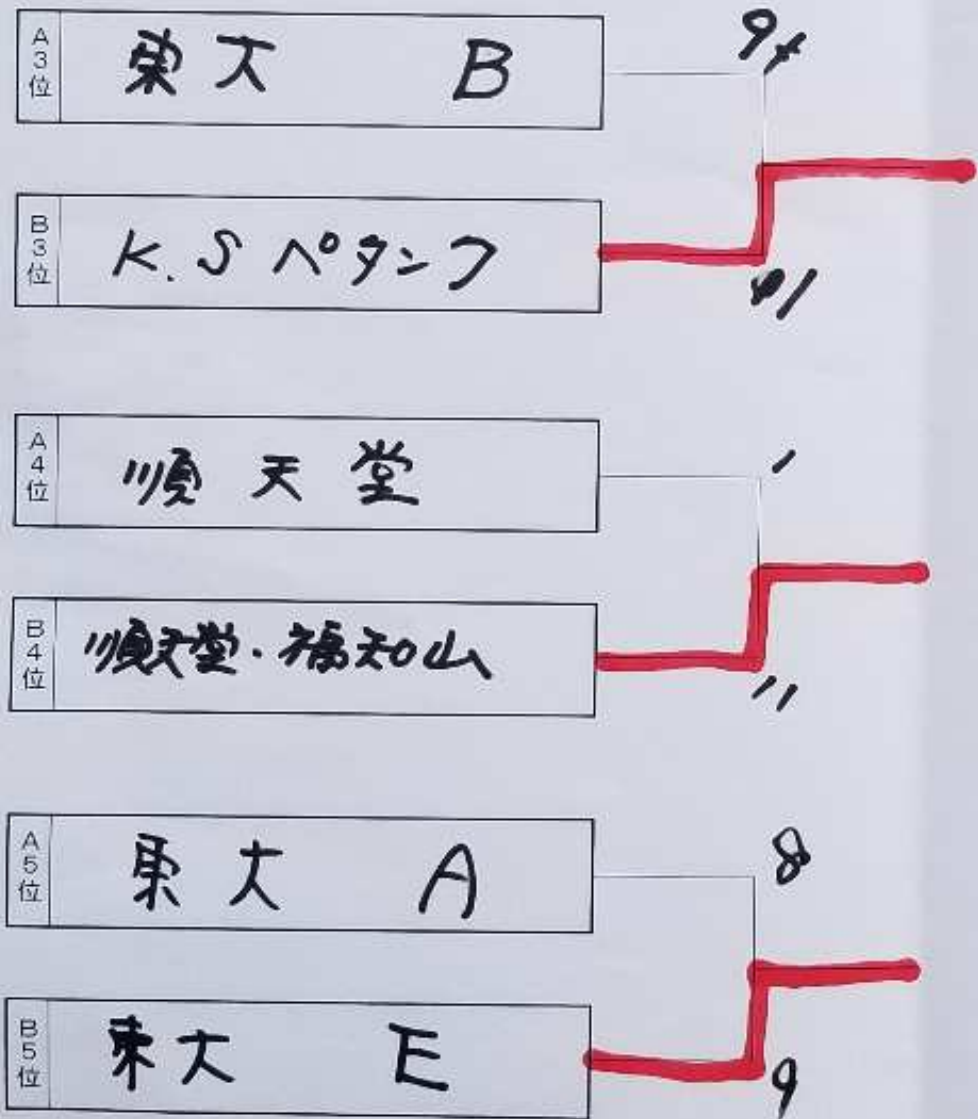 A3位 東大 B
9
B3位 K.S ペタンク
A4位 順天堂
1
B4位 順天堂・福知山
11
A5位 東大 A
8
B5位 東大 E
9